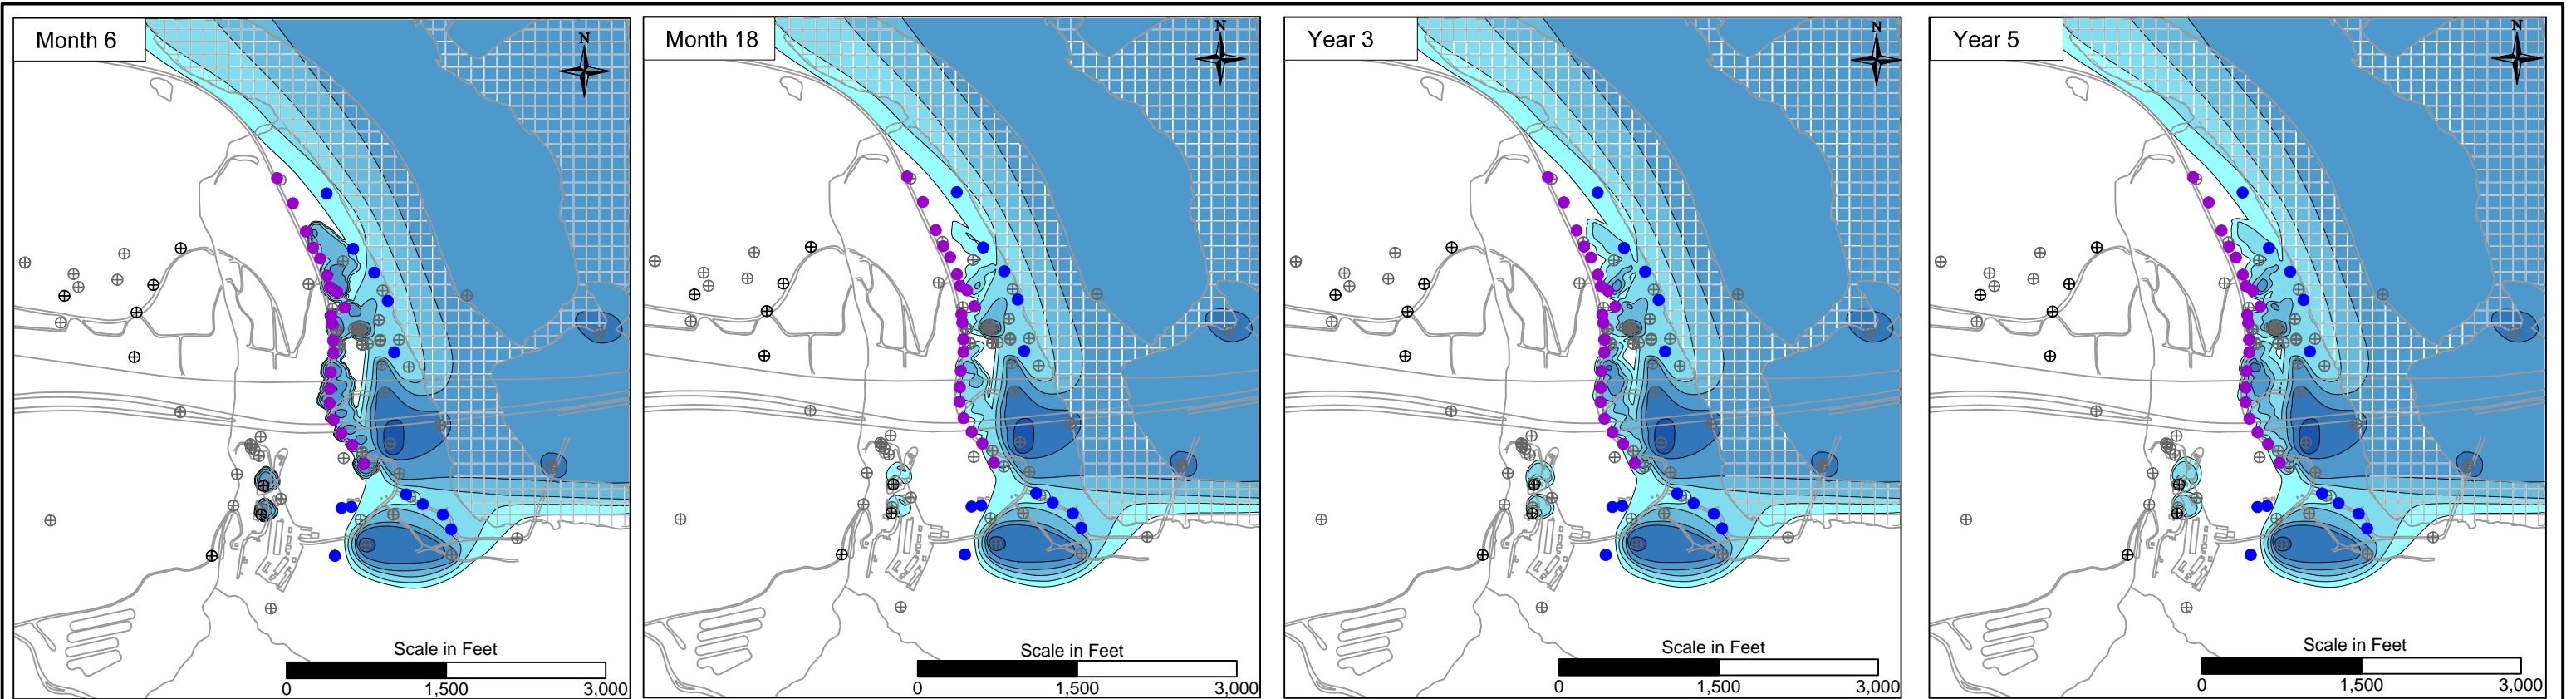 Month 6
N
Scale in Feet
0 1,500 3,000
Month 18
N
Scale in Feet
0 1,500 3,000
Year 3
N
Scale in Feet
0 1,500 3,000
Year 5
N
Scale in Feet
0 1,500 3,000